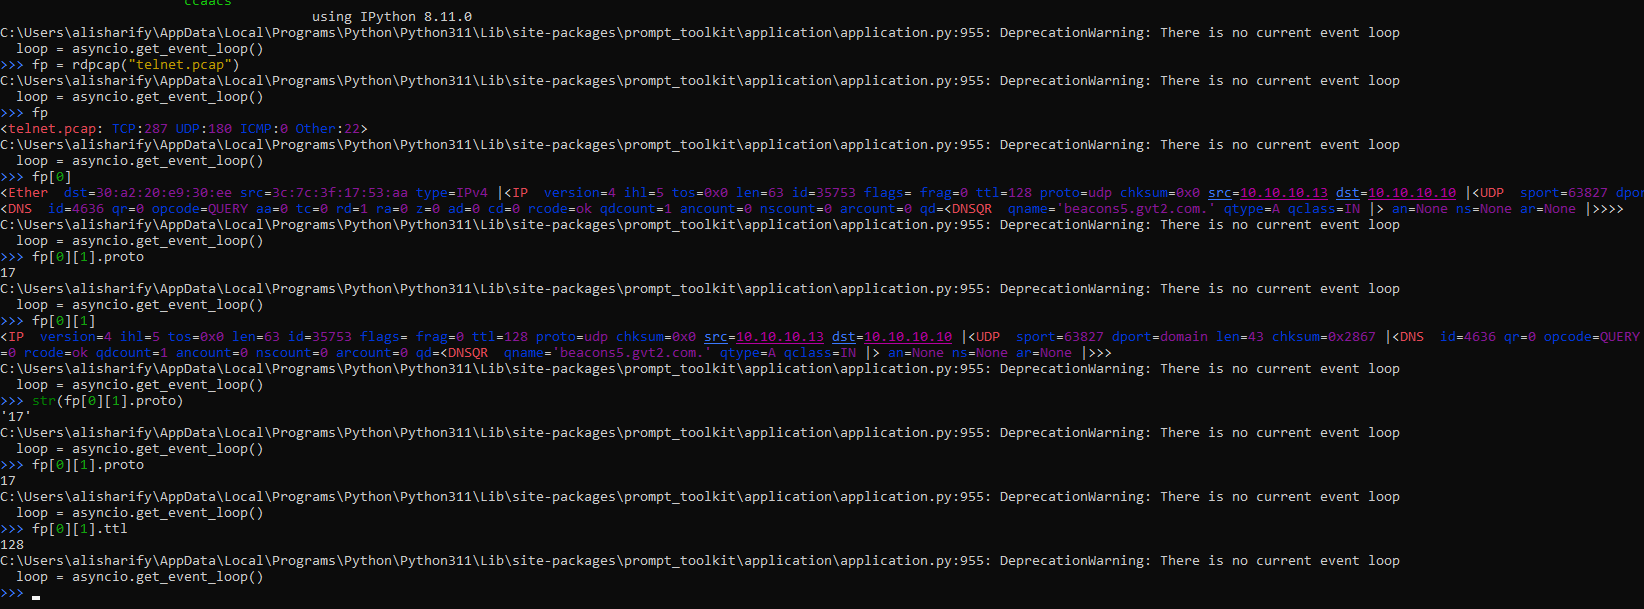 using IPython 8.11.0
C:\Users\alisharify\AppData\Local\Programs\Python\Python311\Lib\site-packages\prompt_toolkit\application\application.py:955: DeprecationWarning: There is no current event loop
  loop = asyncio.get_event_loop()
>>> fp = rdpcap("telnet.pcap")
C:\Users\alisharify\AppData\Local\Programs\Python\Python311\Lib\site-packages\prompt_toolkit\application\application.py:955: DeprecationWarning: There is no current event loop
  loop = asyncio.get_event_loop()
>>> fp
<telnet.pcap: TCP:287 UDP:180 ICMP:0 Other:22>
C:\Users\alisharify\AppData\Local\Programs\Python\Python311\Lib\site-packages\prompt_toolkit\application\application.py:955: DeprecationWarning: There is no current event loop
  loop = asyncio.get_event_loop()
>>> fp[0]
<Ether  dst=30:a2:20:e9:30:ee src=3c:7c:3f:17:53:aa type=IPv4 |<IP  version=4 ihl=5 tos=0x0 len=63 id=35753 flags= frag=0 ttl=128 proto=udp chksum=0x0 src=10.10.10.13 dst=10.10.10.10 |<UDP  sport=63827 dpor
<DNS  id=4636 qr=0 opcode=QUERY aa=0 tc=0 rd=1 ra=0 z=0 ad=0 cd=0 rcode=ok qdcount=1 ancount=0 nscount=0 arcount=0 qd=<DNSQR  qname='beacons5.gvt2.com.' qtype=A qclass=IN |> an=None ns=None ar=None |>>>>
C:\Users\alisharify\AppData\Local\Programs\Python\Python311\Lib\site-packages\prompt_toolkit\application\application.py:955: DeprecationWarning: There is no current event loop
  loop = asyncio.get_event_loop()
>>> fp[0][1].proto
17
C:\Users\alisharify\AppData\Local\Programs\Python\Python311\Lib\site-packages\prompt_toolkit\application\application.py:955: DeprecationWarning: There is no current event loop
  loop = asyncio.get_event_loop()
>>> fp[0][1]
<IP  version=4 ihl=5 tos=0x0 len=63 id=35753 flags= frag=0 ttl=128 proto=udp chksum=0x0 src=10.10.10.13 dst=10.10.10.10 |<UDP  sport=63827 dport=domain len=43 chksum=0x2867 |<DNS  id=4636 qr=0 opcode=QUERY
=0 rcode=ok qdcount=1 ancount=0 nscount=0 arcount=0 qd=<DNSQR  qname='beacons5.gvt2.com.' qtype=A qclass=IN |> an=None ns=None ar=None |>>>
C:\Users\alisharify\AppData\Local\Programs\Python\Python311\Lib\site-packages\prompt_toolkit\application\application.py:955: DeprecationWarning: There is no current event loop
  loop = asyncio.get_event_loop()
>>> str(fp[0][1].proto)
'17'
C:\Users\alisharify\AppData\Local\Programs\Python\Python311\Lib\site-packages\prompt_toolkit\application\application.py:955: DeprecationWarning: There is no current event loop
  loop = asyncio.get_event_loop()
>>> fp[0][1].proto
17
C:\Users\alisharify\AppData\Local\Programs\Python\Python311\Lib\site-packages\prompt_toolkit\application\application.py:955: DeprecationWarning: There is no current event loop
  loop = asyncio.get_event_loop()
>>> fp[0][1].ttl
128
C:\Users\alisharify\AppData\Local\Programs\Python\Python311\Lib\site-packages\prompt_toolkit\application\application.py:955: DeprecationWarning: There is no current event loop
  loop = asyncio.get_event_loop()
>>>